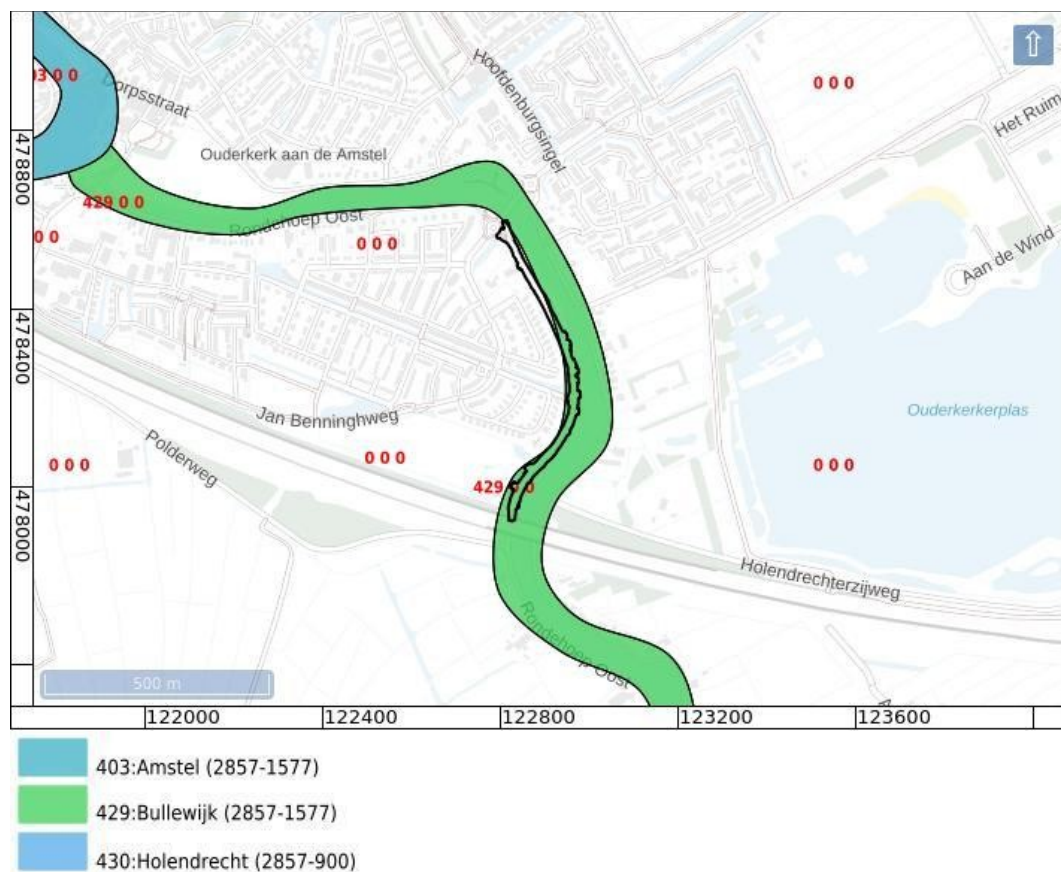 03 0 0
Dorpsstraat
Hoofdenburgsingel
0 0 0
Het Ruim
Ouderkerk aan de Amstel
478800
429 0 0
0 0
Rondehoep Oost
0 0 0
Aan de Wind
478400
Jan Benninghweg
Ouderkerkerplas
Polderweg
0 0 0
0 0 0
0 0 0
429 0 0
478000
Holendrechterzijweg
Rondehoep Oost
500 m
122000
122400
122800
123200
123600
403:Amstel (2857-1577)
429:Bullewijk (2857-1577)
430:Holendrecht (2857-900)